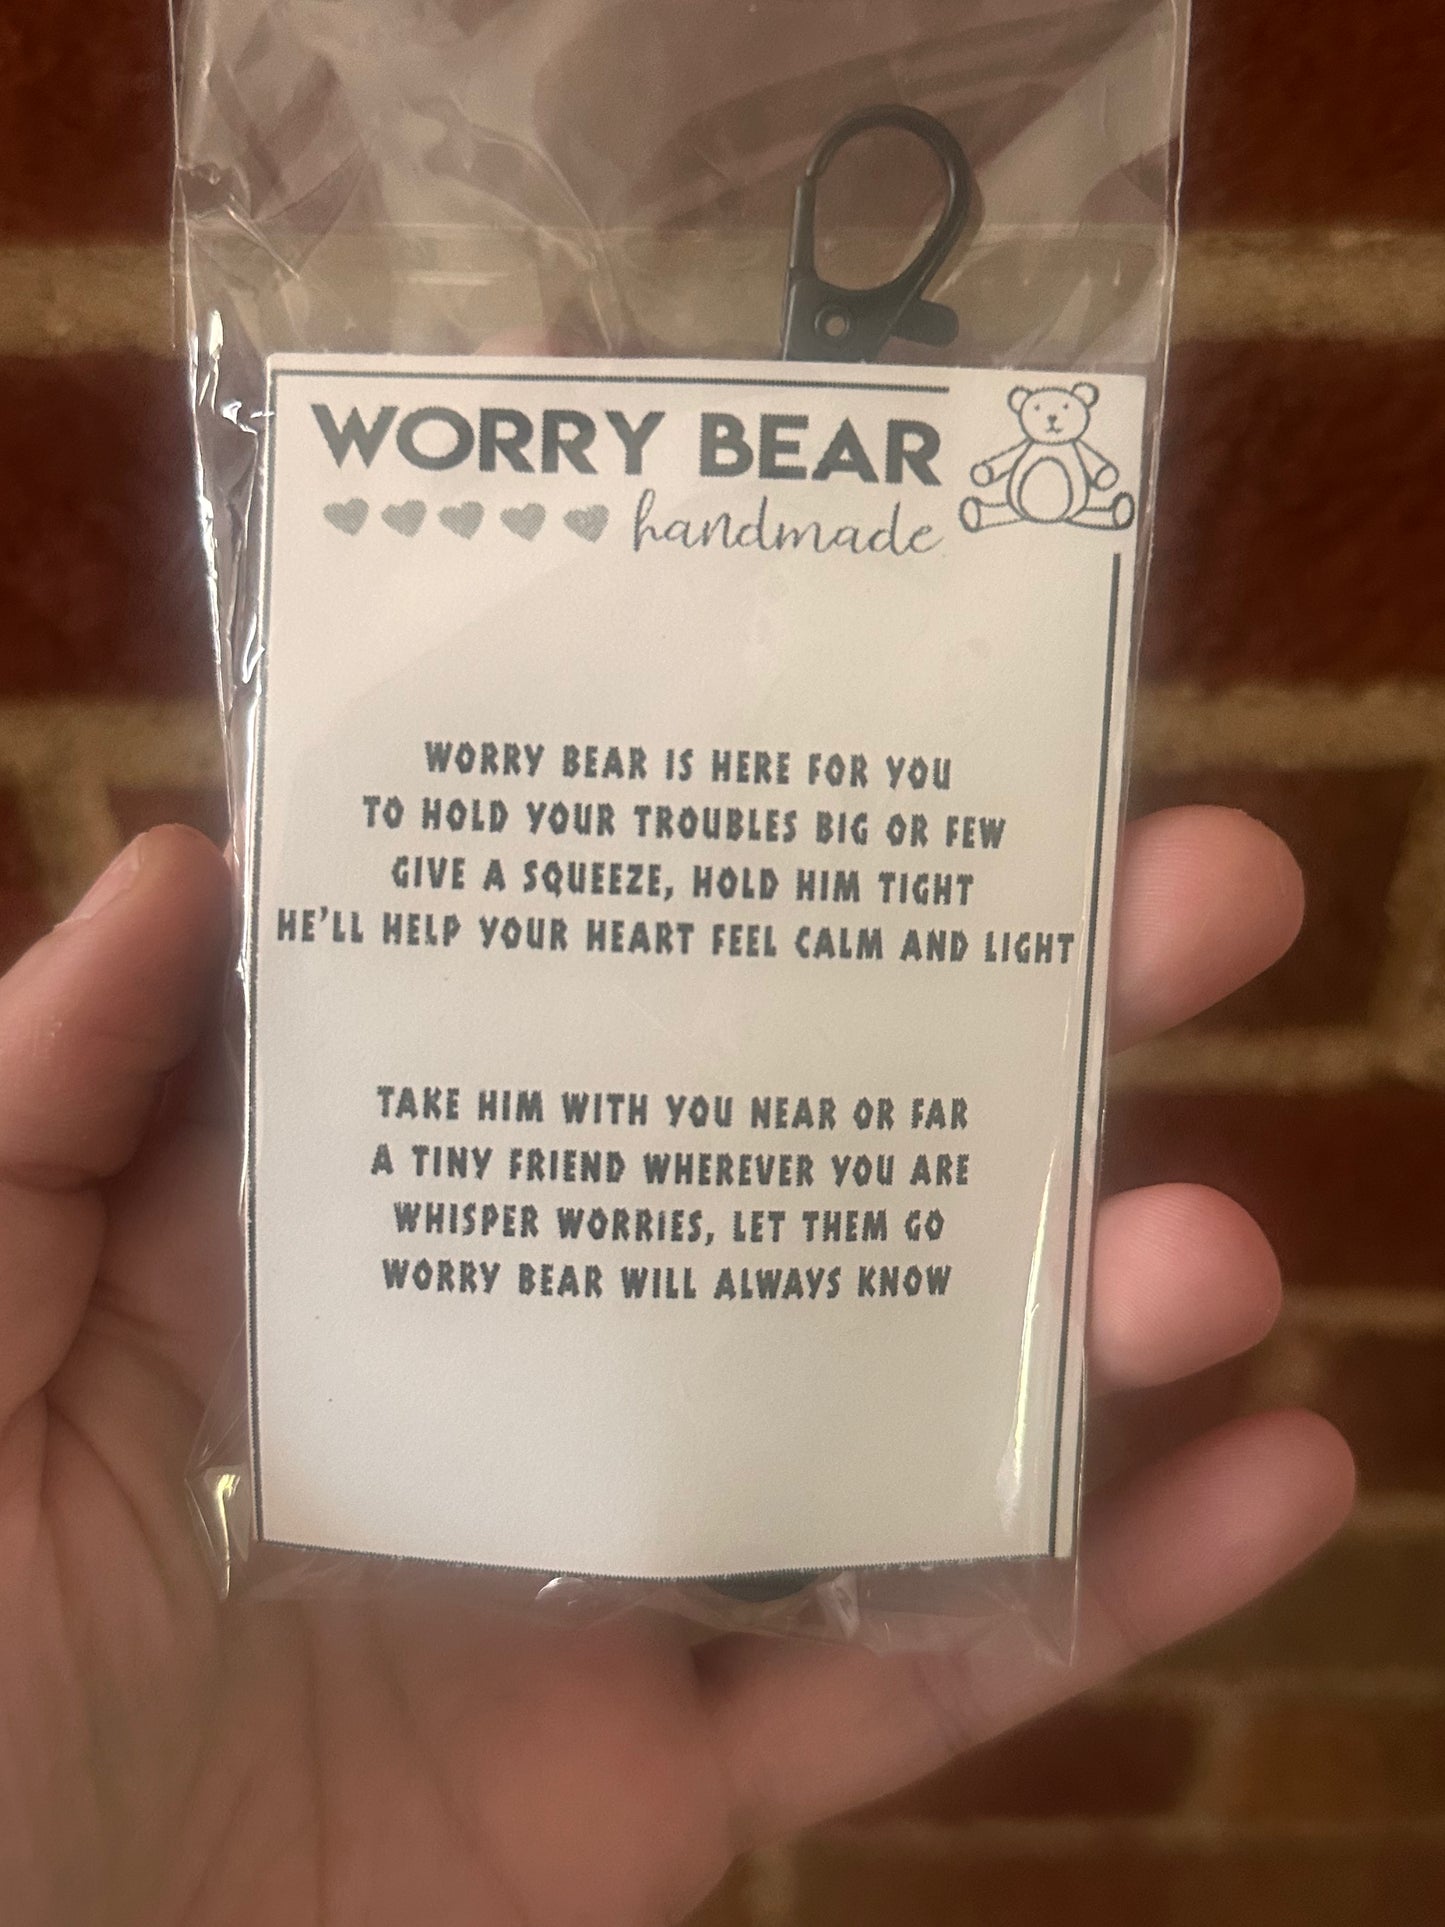 WORRY BEAR
handmade
WORRY BEAR IS HERE FOR YOU
TO HOLD YOUR TROUBLES BIG OR FEW
GIVE A SQUEEZE, HOLD HIM TIGHT
HE'LL HELP YOUR HEART FEEL CALM AND LIGHT
TAKE HIM WITH YOU NEAR OR FAR
A TINY FRIEND WHEREVER YOU ARE
WHISPER WORRIES, LET THEM GO
WORRY BEAR WILL ALWAYS KNOW